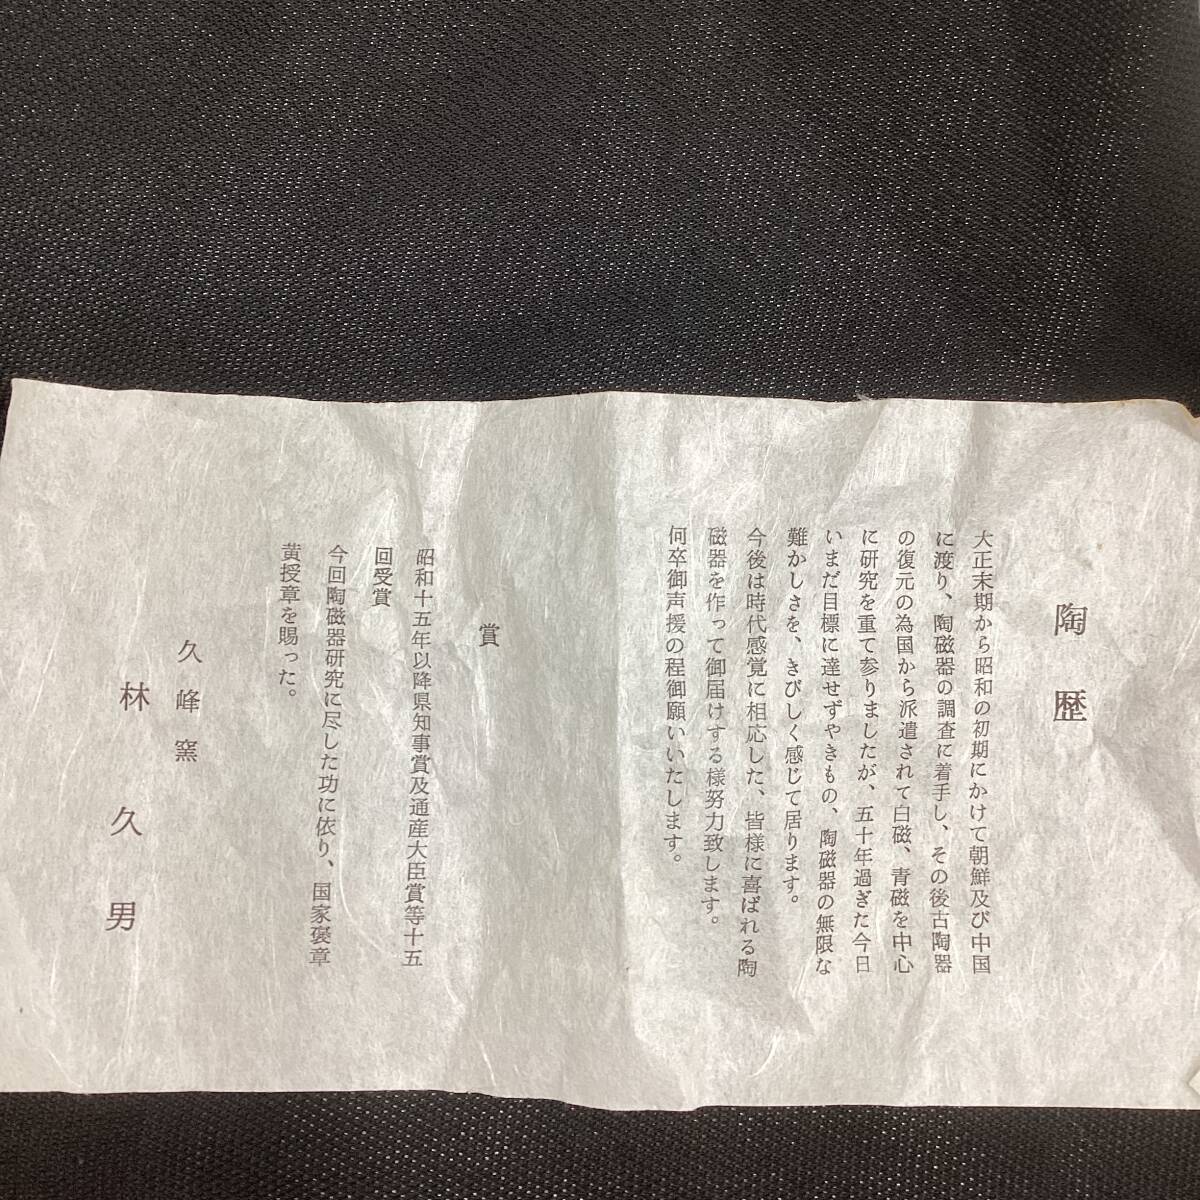 陶歴
大正末期から昭和の初期にかけて朝鮮及び中国
に渡り、陶磁器の調査に着手し、その後古陶器
の復元の為国から派遣されて白磁、青磁を中心
に研究を重て参りましたが、五十年過ぎた今日
いまだ目標に達せずやきもの、陶磁器の無限な
難かしさを、きびしく感じて居ります。
今後は時代感覚に相応した、皆様に喜ばれる陶
磁器を作って御届けする様努力致します。
何卒御声援の程御願いいたします。
賞
昭和十五年以降県知事賞及通産大臣賞等十五
回受賞
今回陶磁器研究に尽した功に依り、国家褒章
黄授章を賜った。
久峰窯
林久男